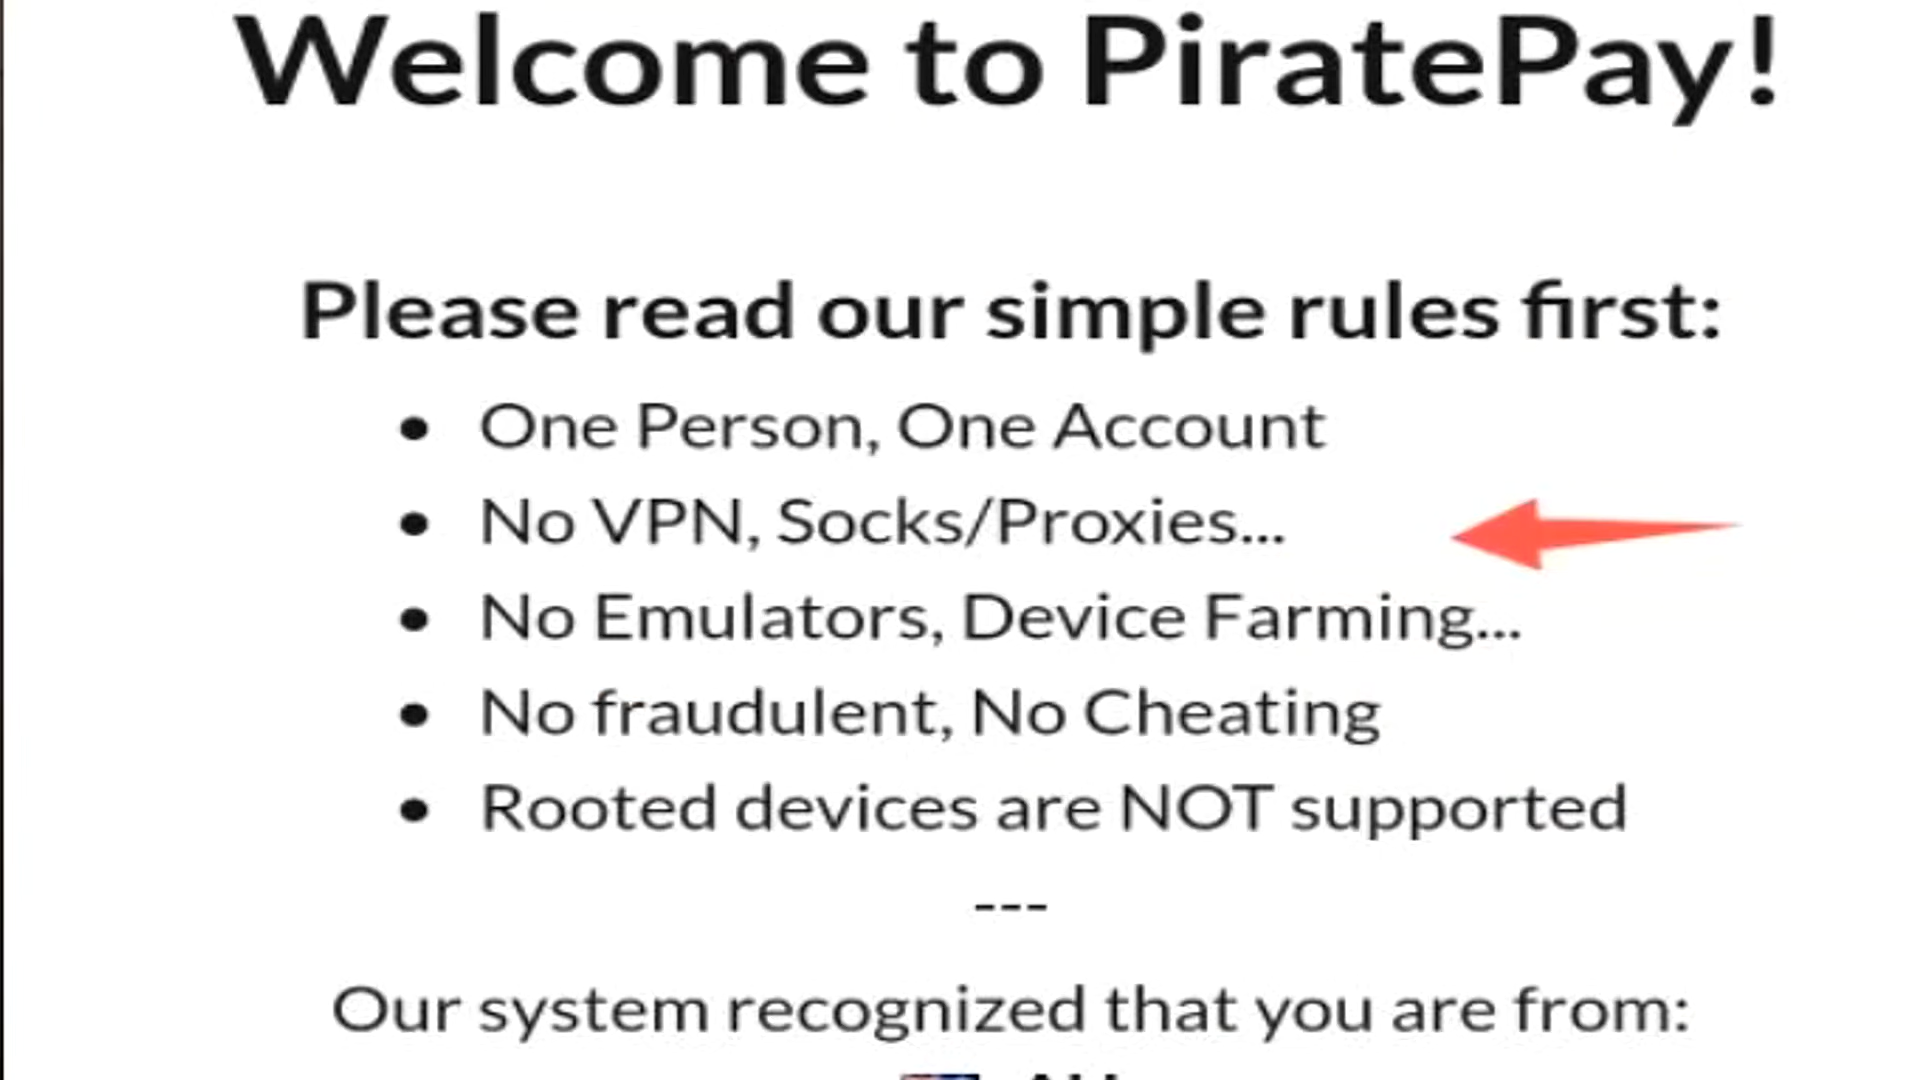 Welcome to PiratePay!
Please read our simple rules first:
• One Person, One Account
• No VPN, Socks/Proxies...
• No Emulators, Device Farming...
• No fraudulent, No Cheating
• Rooted devices are NOT supported
---
Our system recognized that you are from: